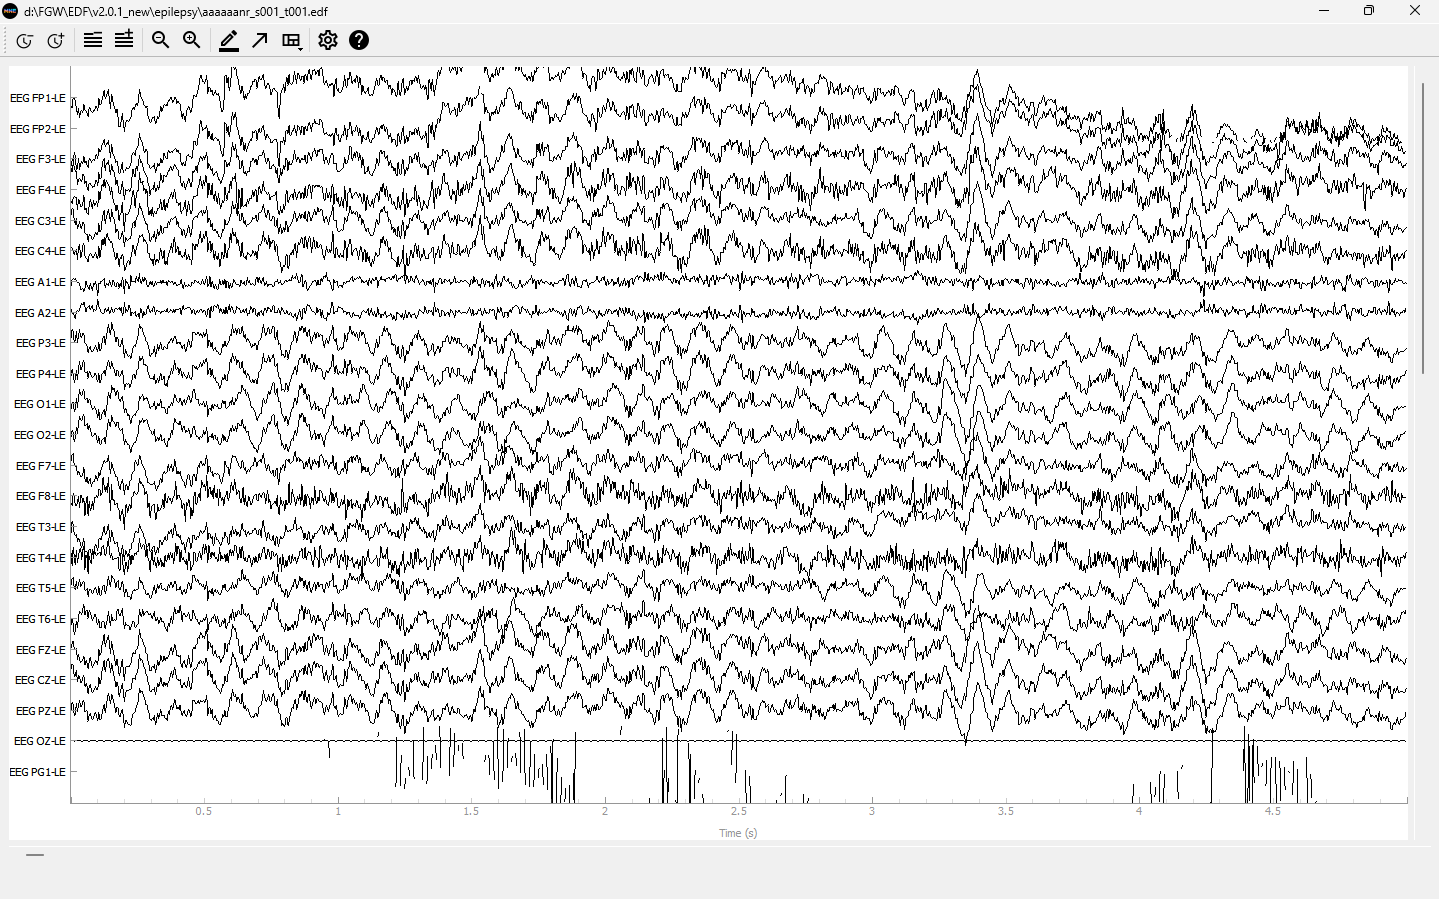 MNE d:\FGW\EDF\v2.0.1_new\epilepsy\aaaaaanr_s001_t001.edf
EEG FP1-LE
EEG FP2-LE
EEG F3-LE
EEG F4-LE
EEG C3-LE
EEG C4-LE
EEG A1-LE
EEG A2-LE
EEG P3-LE
EEG P4-LE
EEG O1-LE
EEG O2-LE
EEG F7-LE
EEG F8-LE
EEG T3-LE
EEG T4-LE
EEG T5-LE
EEG T6-LE
EEG FZ-LE
EEG CZ-LE
EEG PZ-LE
EEG OZ-LE
EEG PG1-LE
0.5 1 1.5 2 2.5 3 3.5 4 4.5
Time (s)